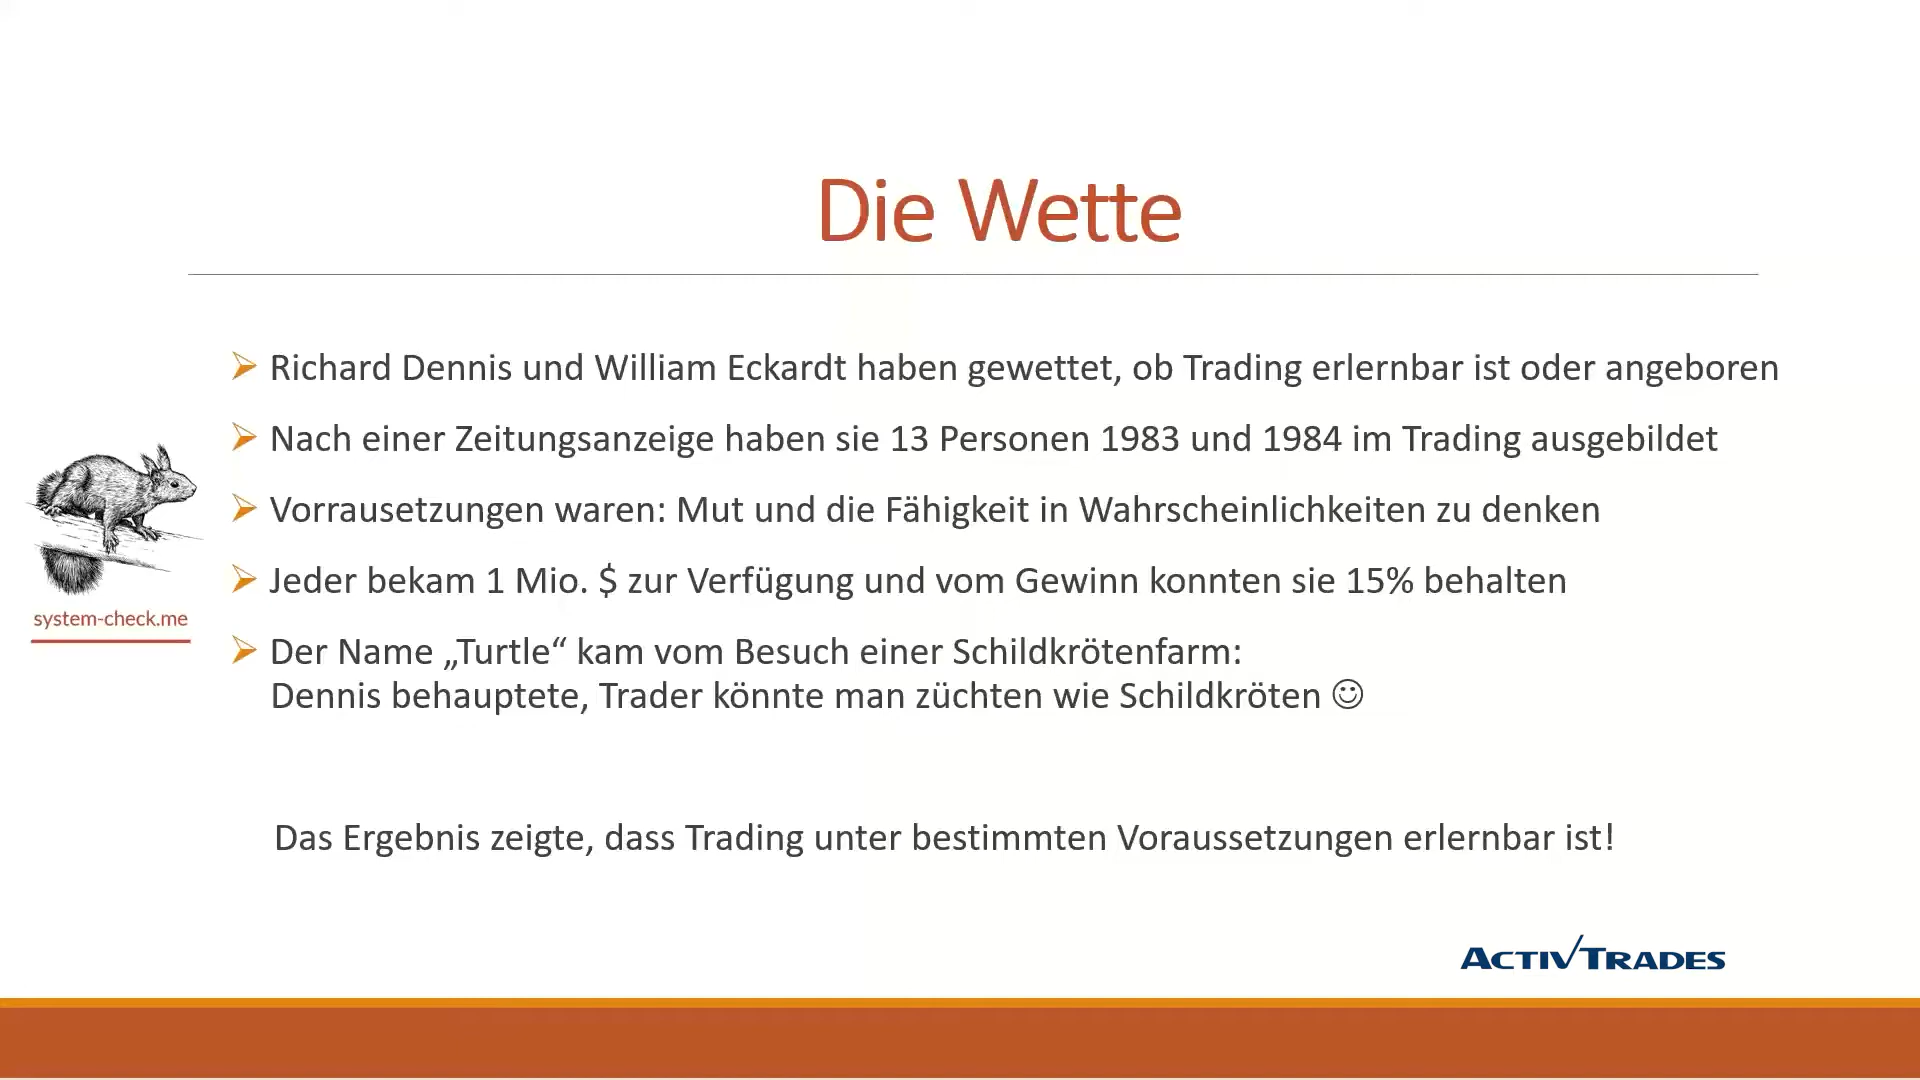 Die Wette
Richard Dennis und William Eckardt haben gewettet, ob Trading erlernbar ist oder angeboren
Nach einer Zeitungsanzeige haben sie 13 Personen 1983 und 1984 im Trading ausgebildet
Vorrausetzungen waren: Mut und die Fähigkeit in Wahrscheinlichkeiten zu denken
Jeder bekam 1 Mio. $ zur Verfügung und vom Gewinn konnten sie 15% behalten
Der Name „Turtle“ kam vom Besuch einer Schildkrötenfarm:
Dennis behauptete, Trader könnte man züchten wie Schildkröten ☺
system-check.me
Das Ergebnis zeigte, dass Trading unter bestimmten Voraussetzungen erlernbar ist!
ACTIVTRADES